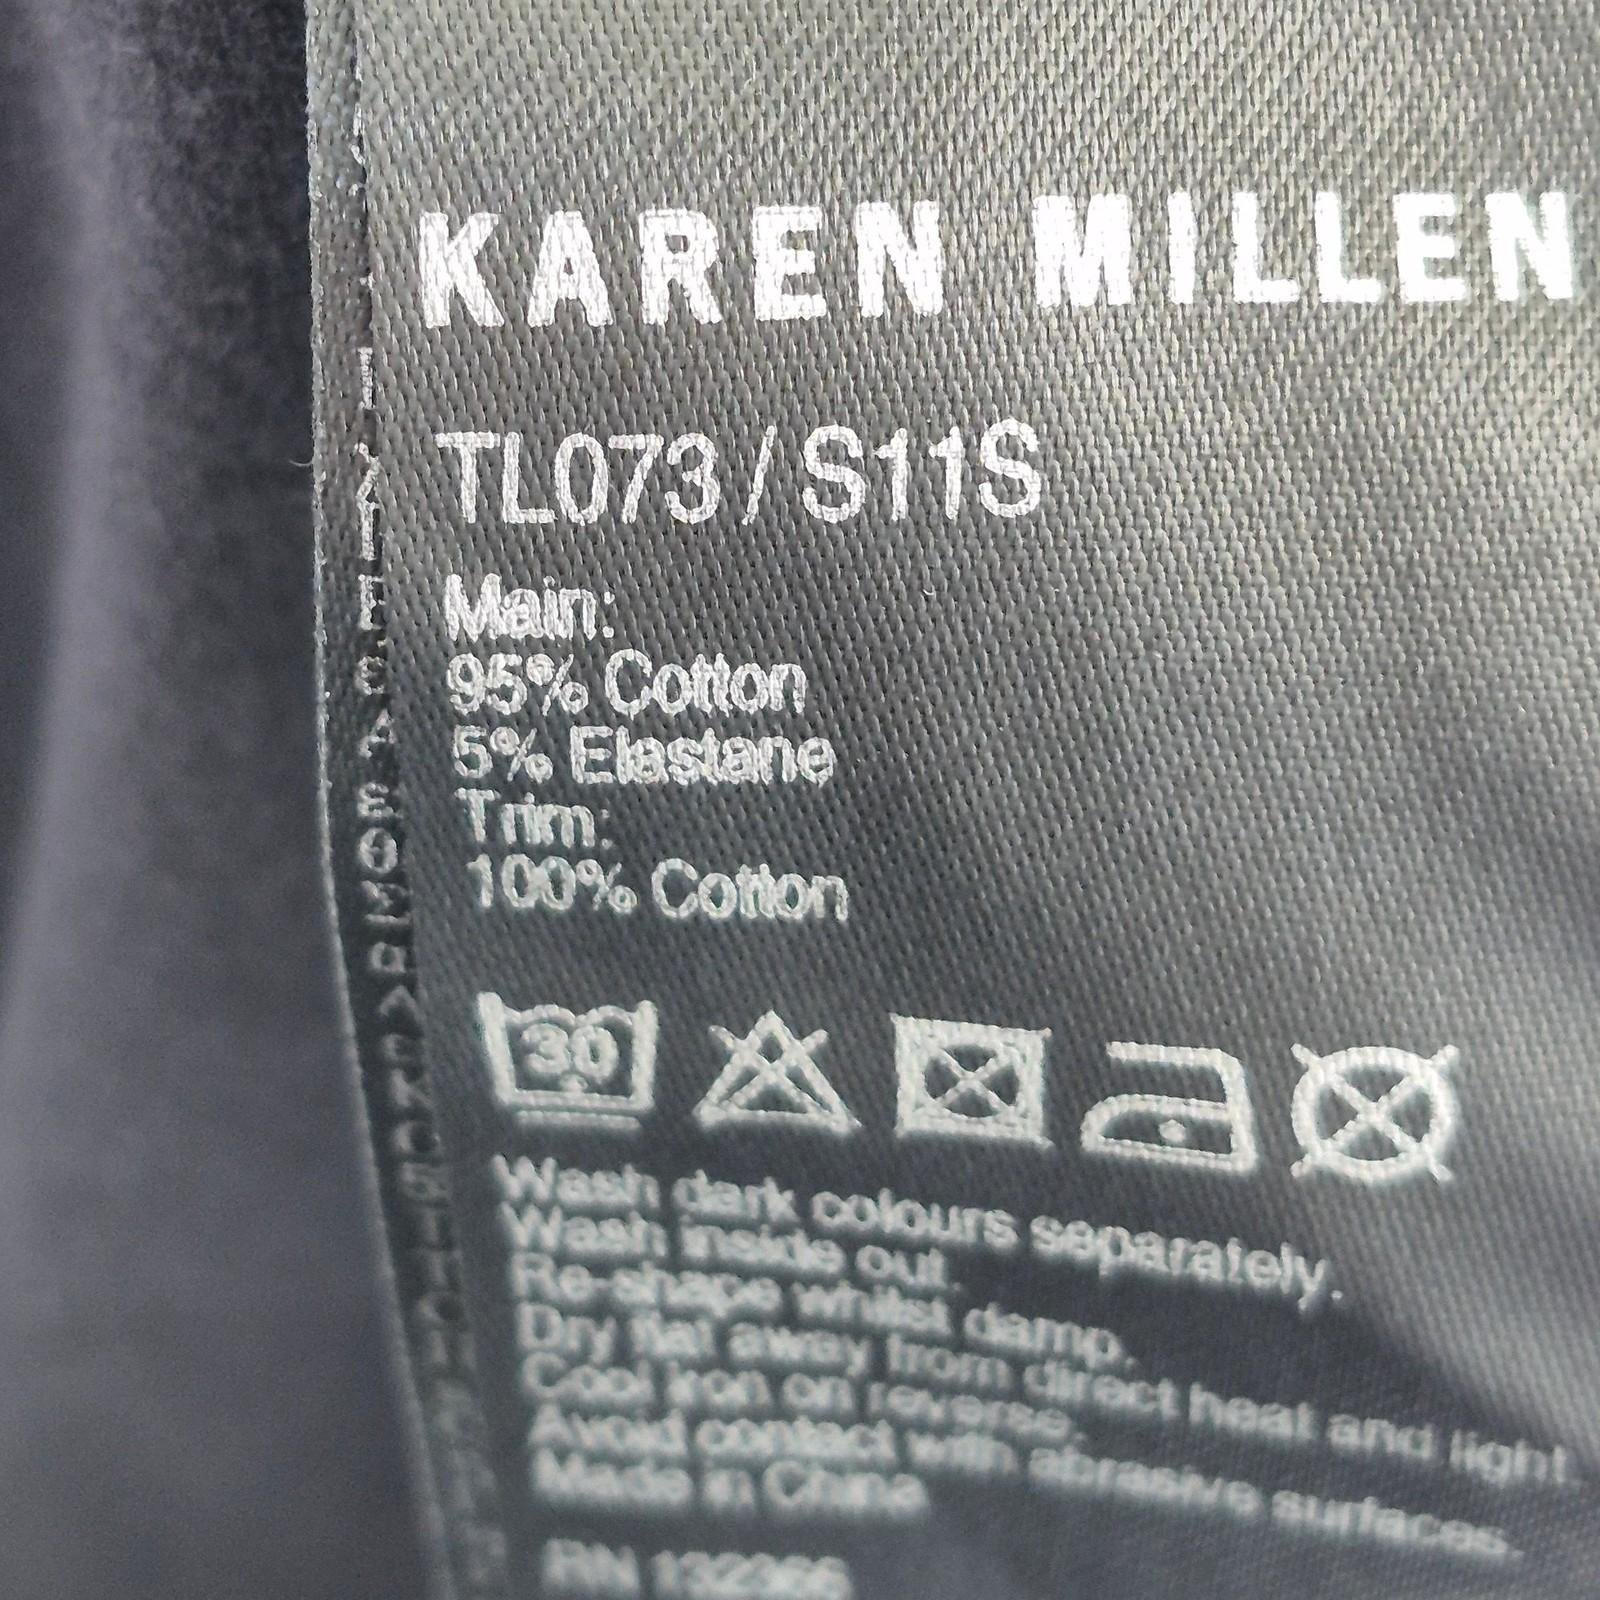 KAREN MILLEN
TL073 / S11S
Main:
95% Cotton
5% Elastane
Trim:
100% Cotton
30
Wash dark colours separately.
Wash inside out.
Re-shape whilst damp.
Dry flat away from direct heat and light.
Cool iron on reverse.
Avoid contact with abrasive surfaces.
Made in China
RN